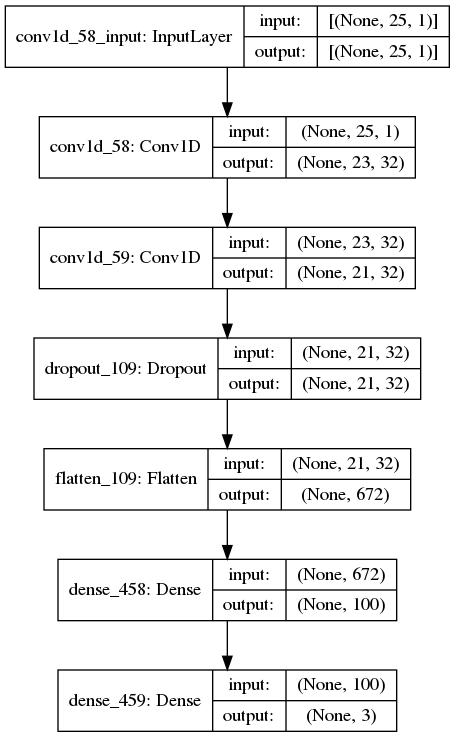 conv1d_58_input: InputLayer
input: [(None, 25, 1)]
output: [(None, 25, 1)]
conv1d_58: Conv1D
input: (None, 25, 1)
output: (None, 23, 32)
conv1d_59: Conv1D
input: (None, 23, 32)
output: (None, 21, 32)
dropout_109: Dropout
input: (None, 21, 32)
output: (None, 21, 32)
flatten_109: Flatten
input: (None, 21, 32)
output: (None, 672)
dense_458: Dense
input: (None, 672)
output: (None, 100)
dense_459: Dense
input: (None, 100)
output: (None, 3)